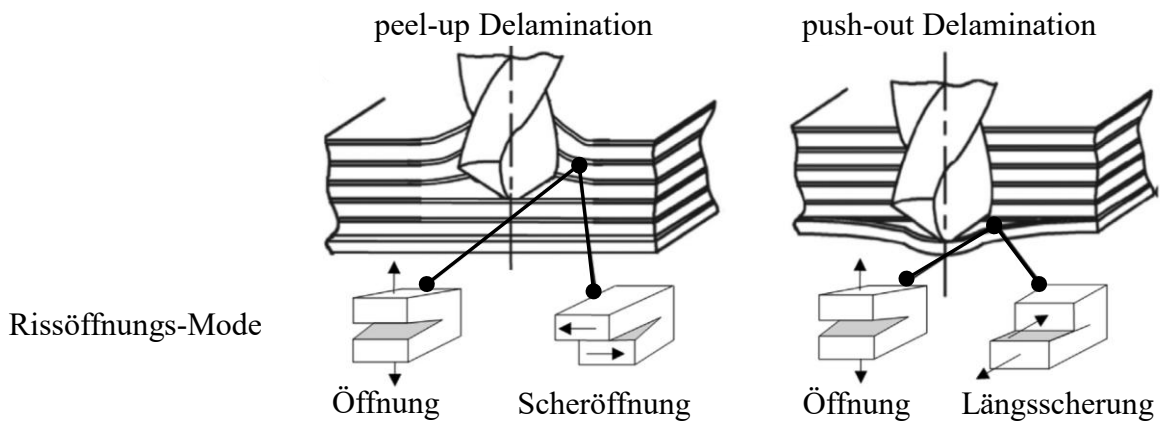 peel-up Delamination
push-out Delamination
Rissöffnungs-Mode
Öffnung
Scheröffnung
Öffnung
Längsscherung